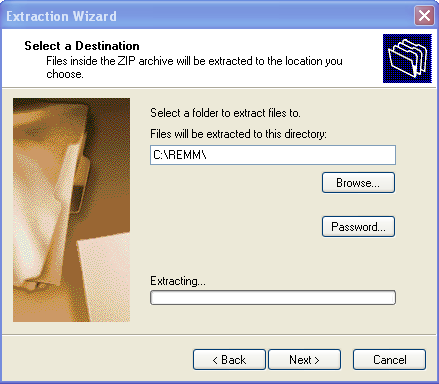 Extraction Wizard
Select a Destination
Files inside the ZIP archive will be extracted to the location you
choose.
Select a folder to extract files to.
Files will be extracted to this directory:
C:\REMM\
Browse...
Password...
Extracting...
< Back
Next >
Cancel